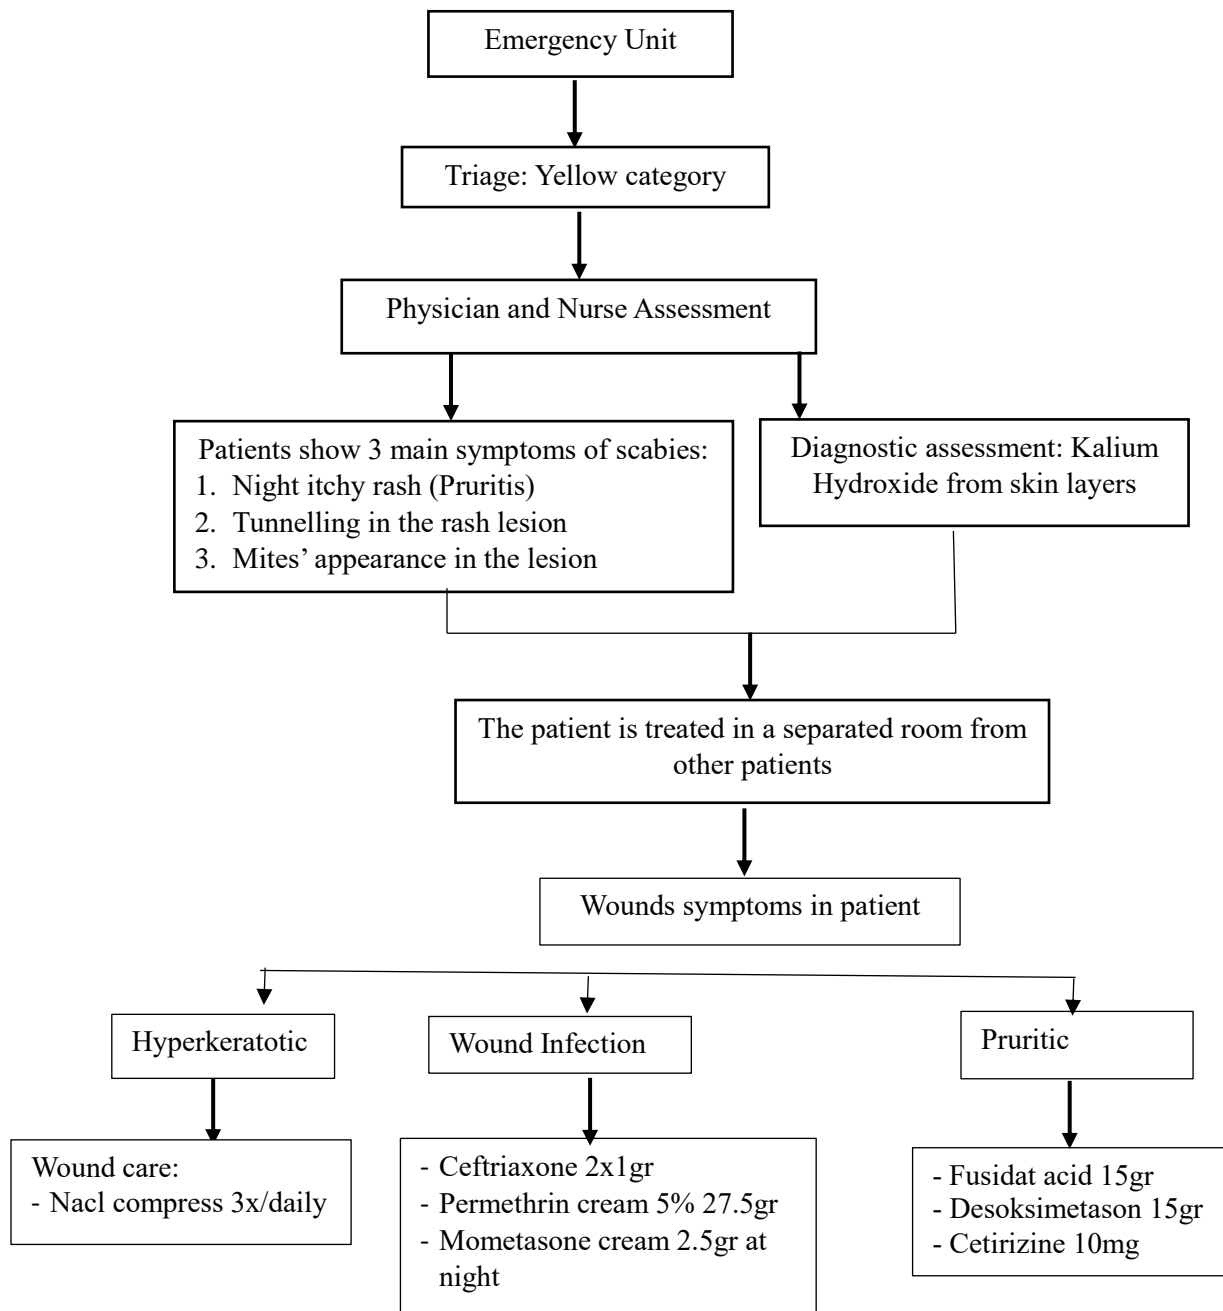 Emergency Unit
Triage: Yellow category
Physician and Nurse Assessment
Patients show 3 main symptoms of scabies:
1. Night itchy rash (Pruritis)
2. Tunnelling in the rash lesion
3. Mites’ appearance in the lesion
Diagnostic assessment: Kalium
Hydroxide from skin layers
The patient is treated in a separated room from
other patients
Wounds symptoms in patient
Hyperkeratotic
Wound Infection
Pruritic
Wound care:
- Nacl compress 3x/daily
- Ceftriaxone 2x1gr
- Permethrin cream 5% 27.5gr
- Mometasone cream 2.5gr at
night
- Fusidat acid 15gr
- Desoksimetason 15gr
- Cetirizine 10mg